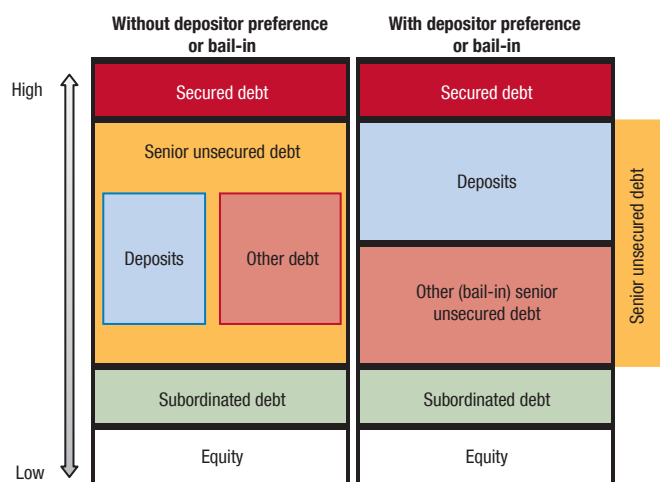 Without depositor preference
or bail-in
With depositor preference
or bail-in
High
Secured debt
Secured debt
Senior unsecured debt
Deposits
Other debt
Deposits
Other (bail-in) senior
unsecured debt
Senior unsecured debt
Subordinated debt
Subordinated debt
Equity
Equity
Low